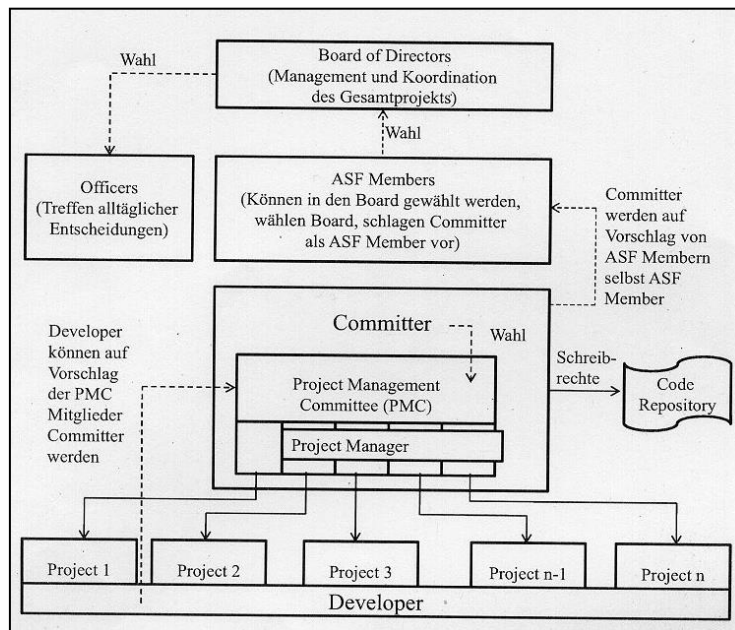 Wahl
Board of Directors
(Management und Koordination
des Gesamtprojekts)
Wahl
Officers
(Treffen alltäglicher
Entscheidungen)
ASF Members
(Können in den Board gewählt werden,
wählen Board, schlagen Committer
als ASF Member vor)
Committer
werden auf
Vorschlag von
ASF Membern
selbst ASF
Member
Developer
können auf
Vorschlag
der PMC
Mitglieder
Committer
werden
Committer
Wahl
Project Management
Committee (PMC)
Project Manager
Schreib-
rechte
Code
Repository
Project 1
Project 2
Project 3
Project n-1
Project n
Developer